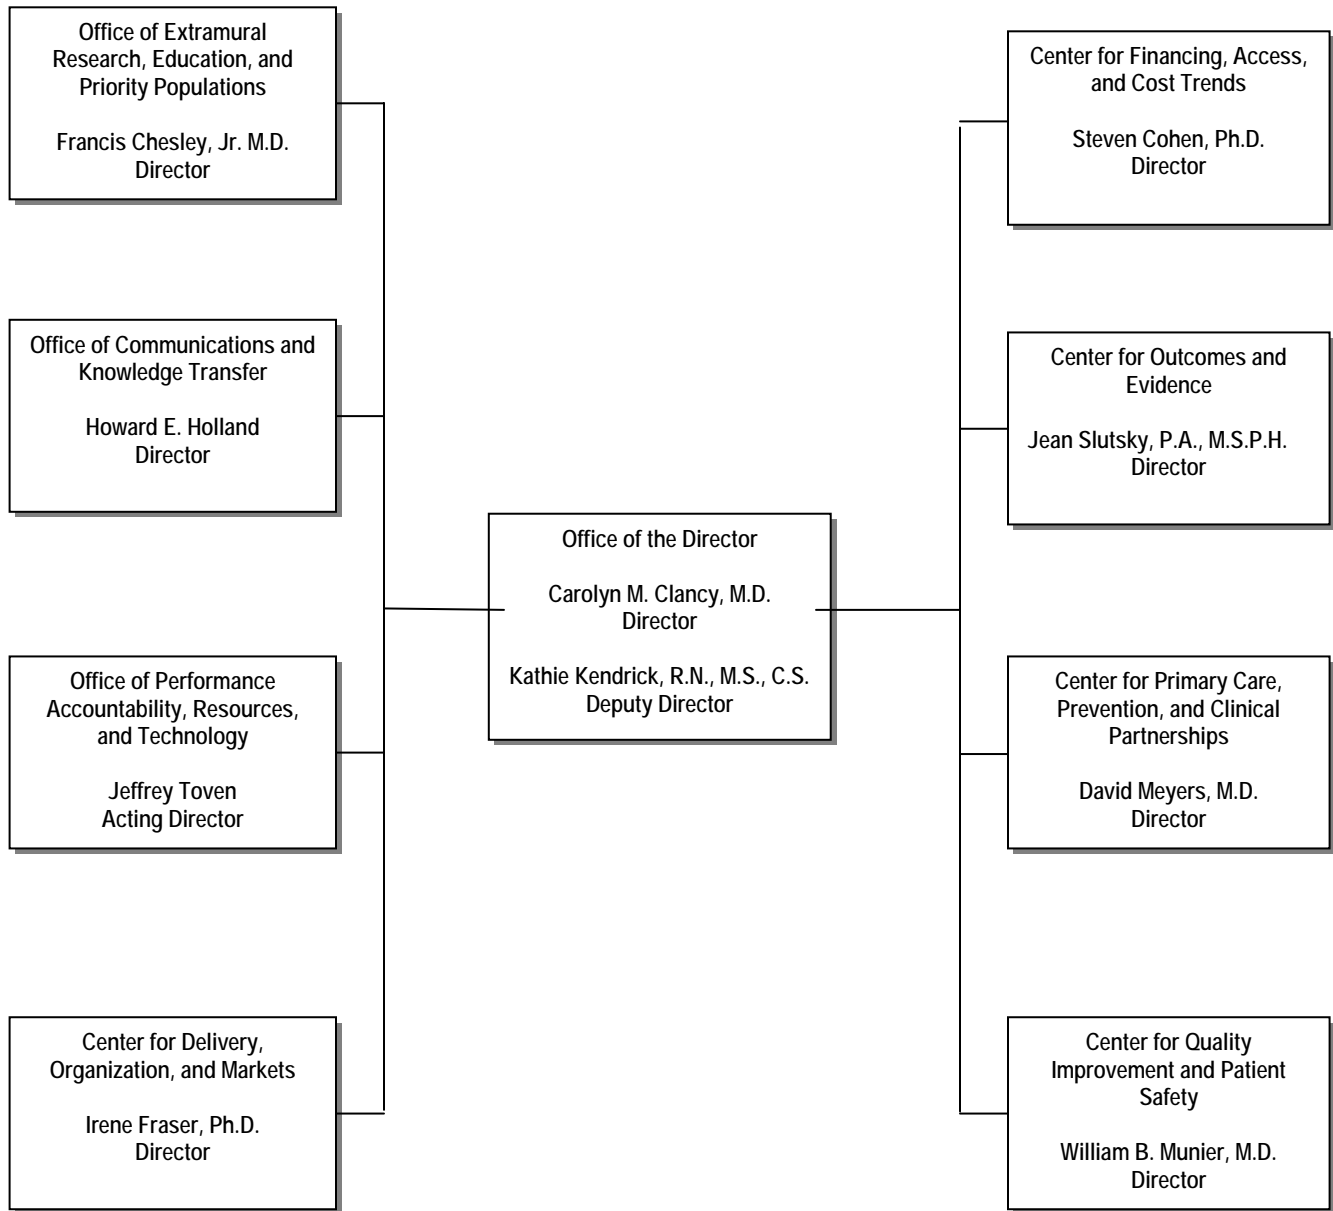 Office of Extramural
Research, Education, and
Priority Populations
Francis Chesley, Jr. M.D.
Director
Office of Communications and
Knowledge Transfer
Howard E. Holland
Director
Office of Performance
Accountability, Resources,
and Technology
Jeffrey Toven
Acting Director
Center for Delivery,
Organization, and Markets
Irene Fraser, Ph.D.
Director
Office of the Director
Carolyn M. Clancy, M.D.
Director
Kathie Kendrick, R.N., M.S., C.S.
Deputy Director
Center for Financing, Access,
and Cost Trends
Steven Cohen, Ph.D.
Director
Center for Outcomes and
Evidence
Jean Slutsky, P.A., M.S.P.H.
Director
Center for Primary Care,
Prevention, and Clinical
Partnerships
David Meyers, M.D.
Director
Center for Quality
Improvement and Patient
Safety
William B. Munier, M.D.
Director